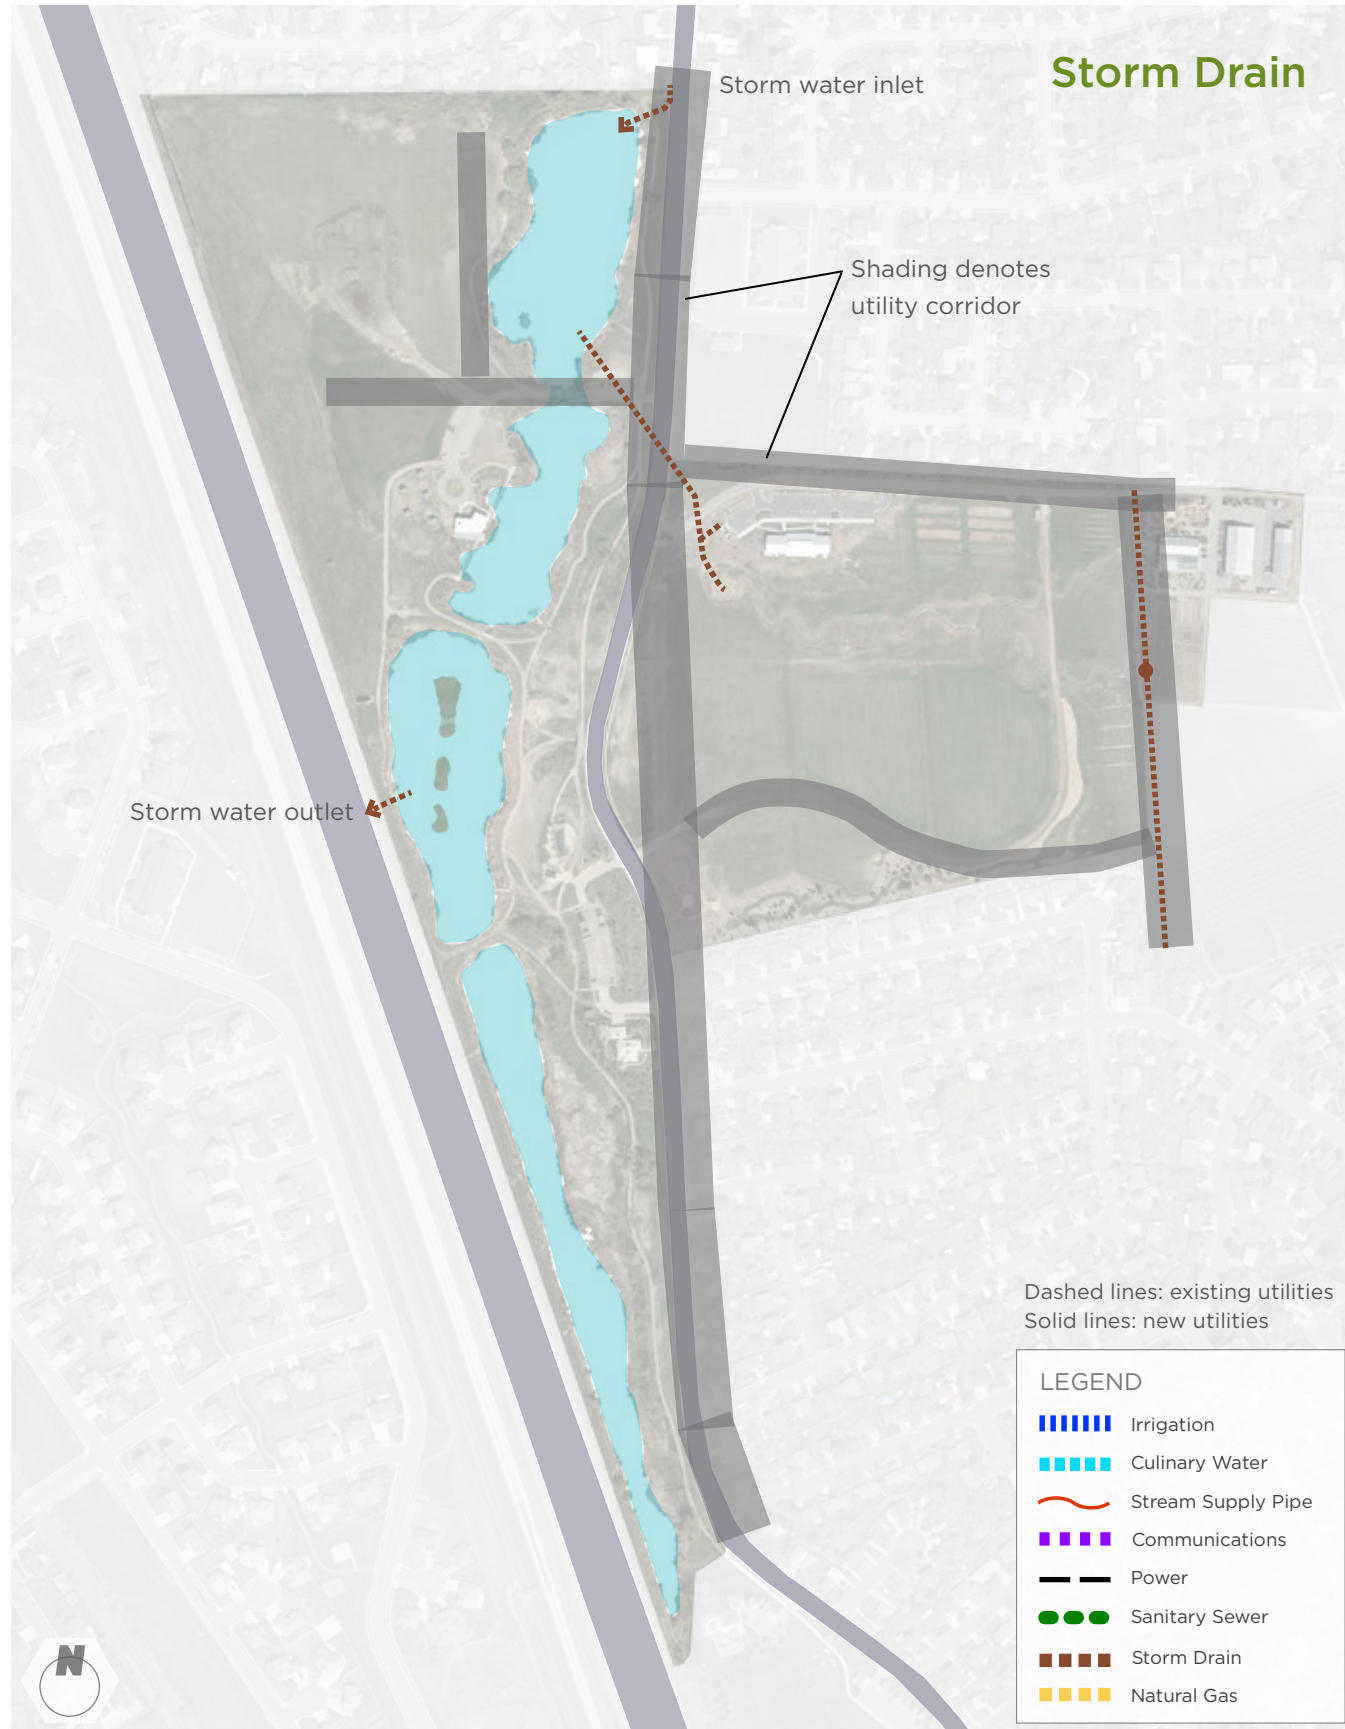 Storm Drain
Storm water inlet
Shading denotes
utility corridor
Storm water outlet
Dashed lines: existing utilities
Solid lines: new utilities
LEGEND
Irrigation
Culinary Water
Stream Supply Pipe
Communications
Power
Sanitary Sewer
Storm Drain
Natural Gas
N